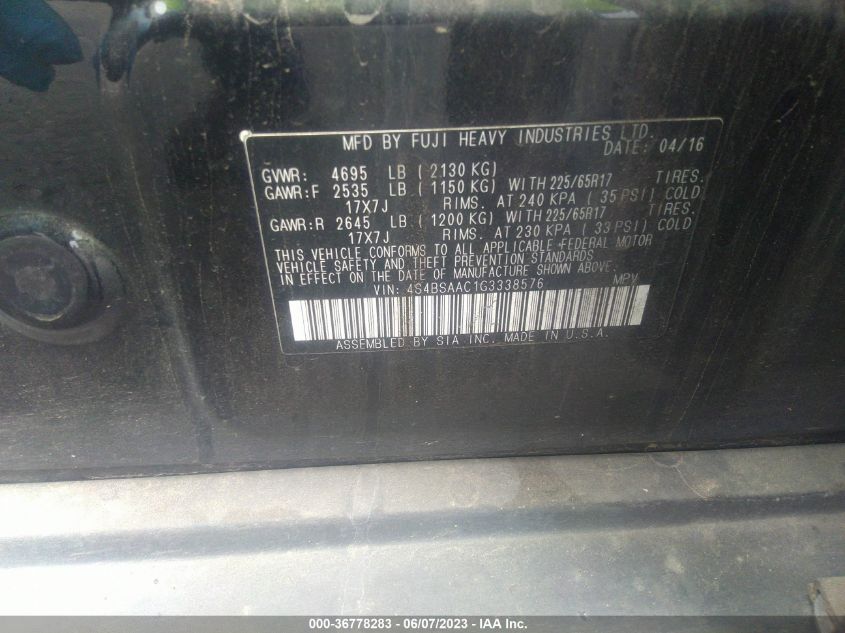 MFD BY FUJI HEAVY INDUSTRIES LTD.
DATE: 04/16
GVWR: 4695 LB ( 2130 KG)
GAWR:F 2535 LB ( 1150 KG) WITH 225/65R17 TIRES.
17X7J RIMS. AT 240 KPA ( 35 PSI) COLD
GAWR:R 2645 LB ( 1200 KG) WITH 225/65R17 TIRES.
17X7J RIMS. AT 230 KPA ( 33 PSI) COLD
THIS VEHICLE CONFORMS TO ALL APPLICABLE FEDERAL MOTOR
VEHICLE SAFETY AND THEFT PREVENTION STANDARDS
IN EFFECT ON THE DATE OF MANUFACTURE SHOWN ABOVE.
VIN: 4S4BSAAC1G3338576 MPV
ASSEMBLED BY SIA INC. MADE IN U.S.A.
000-36778283 - 06/07/2023 - IAA Inc.